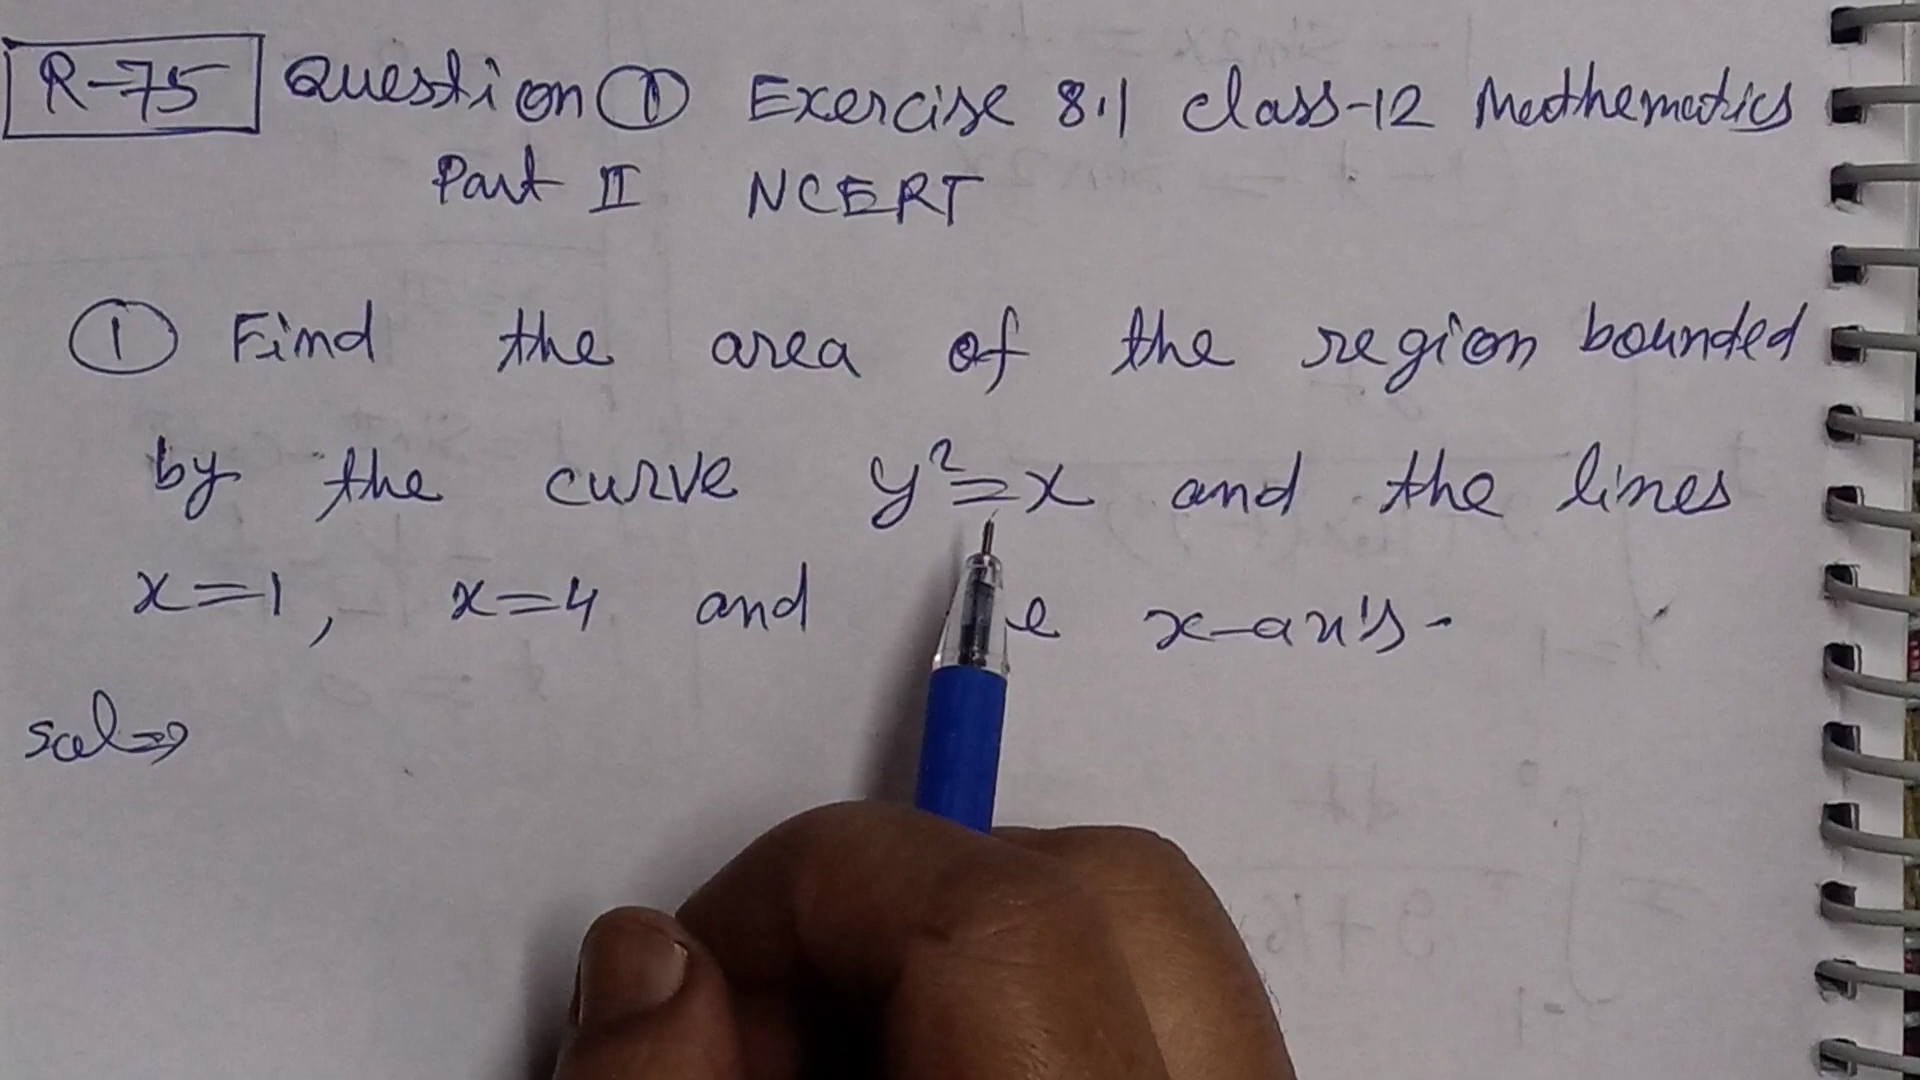 R-75 Question ① Exercise 8.1 class-12 Mathematics
Part II NCERT
① Find the area of the region bounded
by the curve y²=x and the lines
x=1, x=4 and x-axis.
Sol⇒